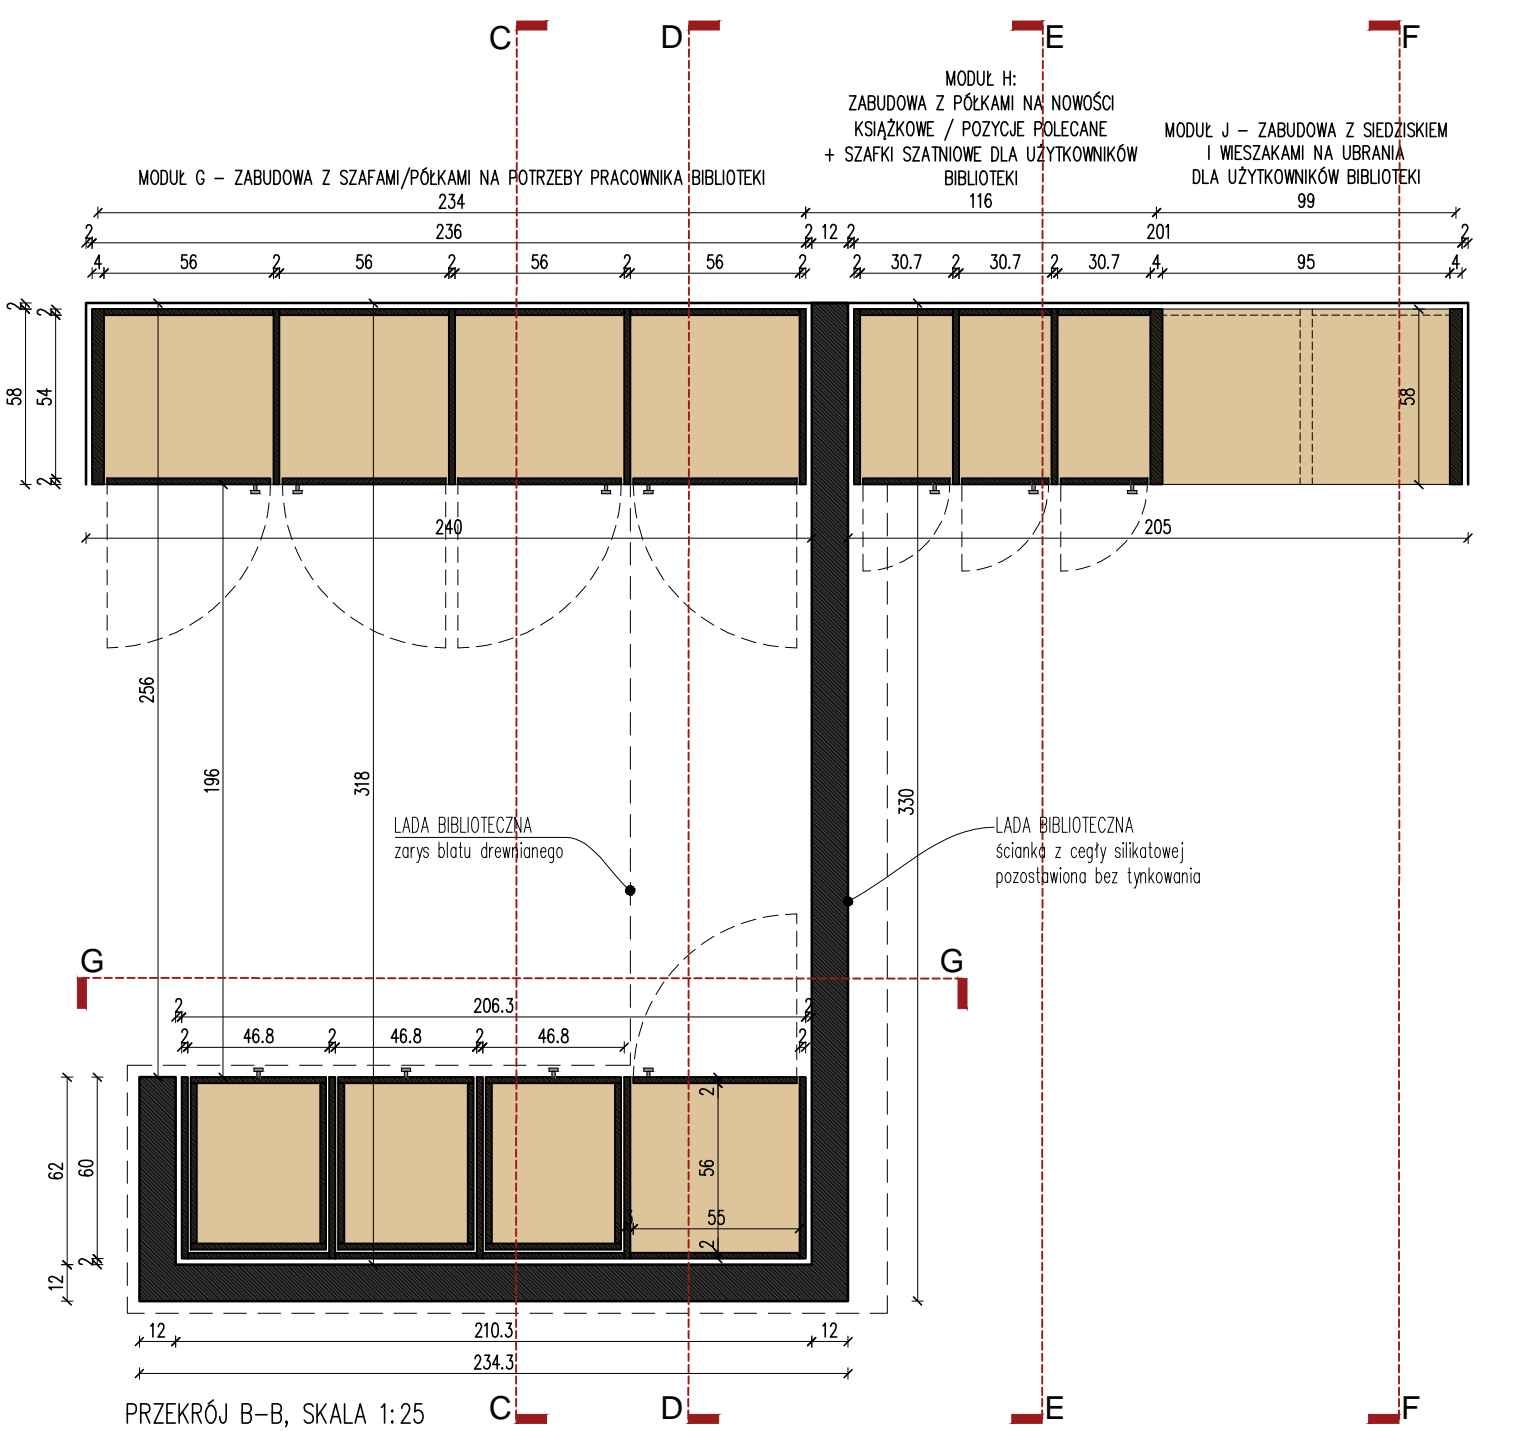 C
D
E
F
MODUŁ H:
ZABUDOWA Z PÓŁKAMI NA NOWOŚCI
KSIĄŻKOWE / POZYCJE POLECANE
+ SZAFKI SZATNIOWE DLA UŻYTKOWNIKÓW
BIBLIOTEKI
MODUŁ J – ZABUDOWA Z SIEDZISKIEM
I WIESZAKAMI NA UBRANIA
DLA UŻYTKOWNIKÓW BIBLIOTEKI
MODUŁ G – ZABUDOWA Z SZAFAMI/PÓŁKAMI NA POTRZEBY PRACOWNIKA BIBLIOTEKI
234 116 99
2 236 2 12 2 201 2
4 56 2 56 2 56 2 56 2 2 30.7 2 30.7 2 30.7 4 95 4
2 2
58 54 58
2
240 205
256
196 318 330
LADA BIBLIOTECZNA
zarys blatu drewnianego
LADA BIBLIOTECZNA
ścianka z cegły silikatowej
pozostawiona bez tynkowania
G G
2 206.3 2
2 46.8 2 46.8 2 46.8 2
2
62 60 56
3 55
2 2
12
12 210.3 12
234.3
PRZEKRÓJ B–B, SKALA 1:25
C
D
E
F